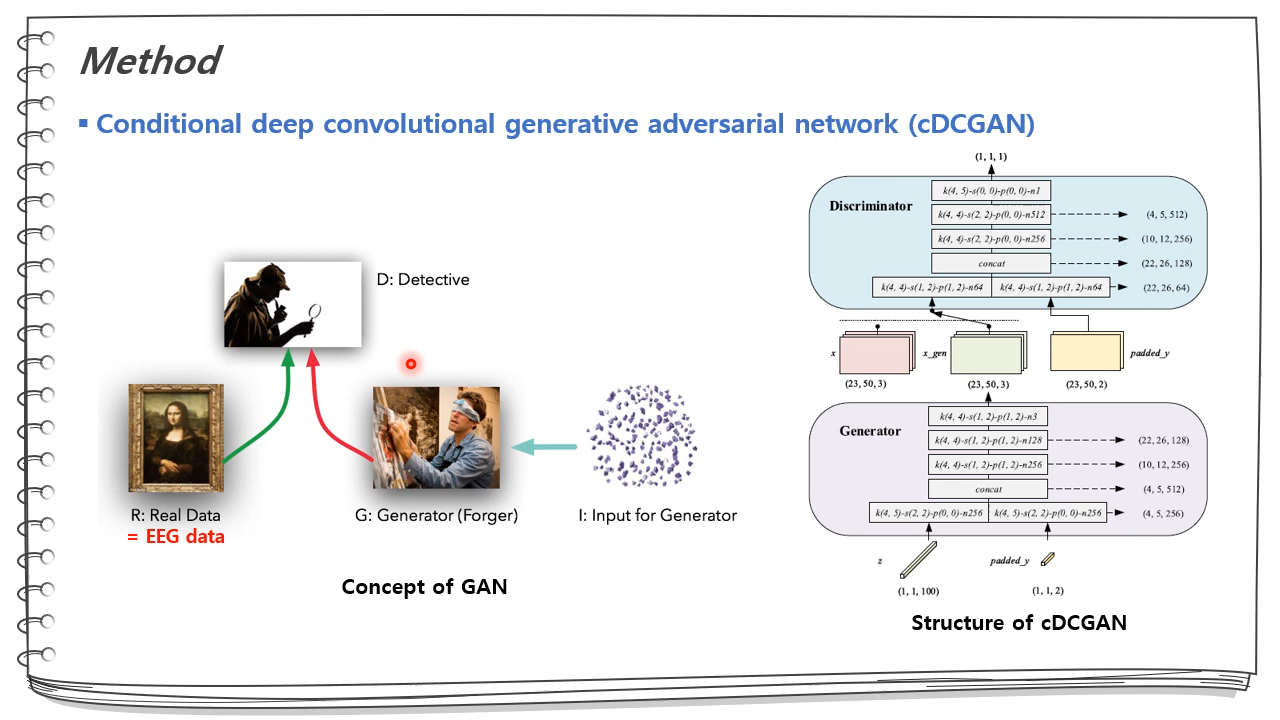 Method
▪ Conditional deep convolutional generative adversarial network (cDCGAN)
D: Detective
R: Real Data
= EEG data
G: Generator (Forger)
I: Input for Generator
Concept of GAN
(1, 1, 1)
Discriminator
k(4, 5)-s(0, 0)-p(0, 0)-n1
k(4, 4)-s(2, 2)-p(0, 0)-n512
(4, 5, 512)
k(4, 4)-s(2, 2)-p(0, 0)-n256
(10, 12, 256)
concat
(22, 26, 128)
k(4, 4)-s(1, 2)-p(1, 2)-n64
k(4, 4)-s(1, 2)-p(1, 2)-n64
(22, 26, 64)
x
x_gen
padded_y
(23, 50, 3)
(23, 50, 3)
(23, 50, 2)
Generator
k(4, 4)-s(1, 2)-p(1, 2)-n3
k(4, 4)-s(1, 2)-p(1, 2)-n128
(22, 26, 128)
k(4, 4)-s(1, 2)-p(1, 2)-n256
(10, 12, 256)
concat
(4, 5, 512)
k(4, 5)-s(2, 2)-p(0, 0)-n256
k(4, 5)-s(2, 2)-p(0, 0)-n256
(4, 5, 256)
z
padded_y
(1, 1, 100)
(1, 1, 2)
Structure of cDCGAN